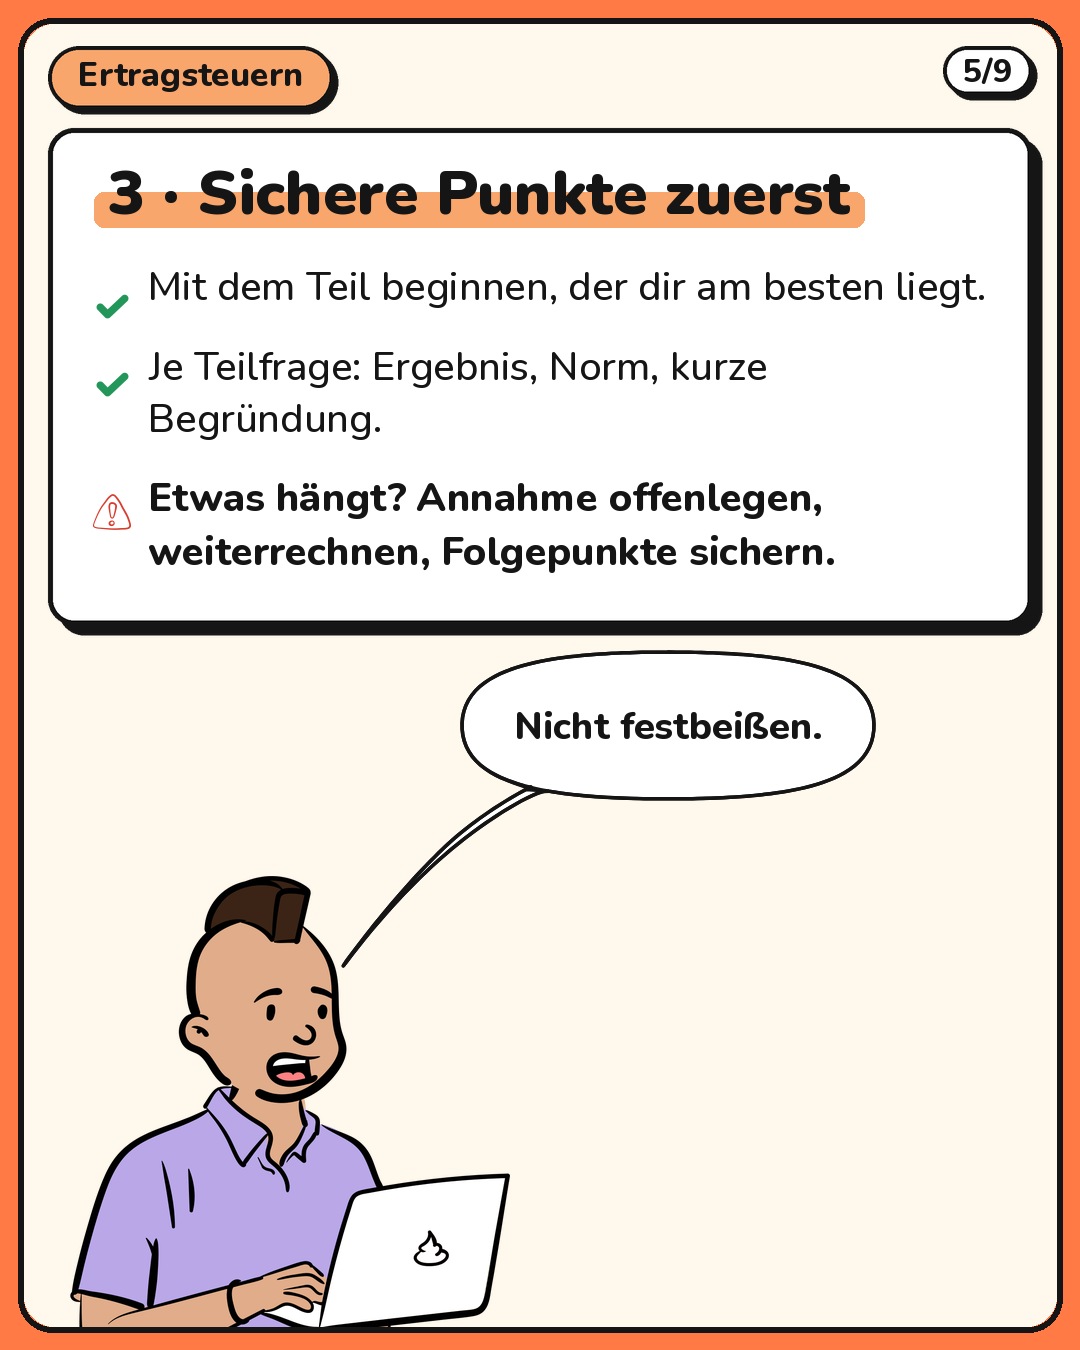 Ertragsteuern
5/9
3 · Sichere Punkte zuerst
Mit dem Teil beginnen, der dir am besten liegt.
Je Teilfrage: Ergebnis, Norm, kurze
Begründung.
Etwas hängt? Annahme offenlegen,
weiterrechnen, Folgepunkte sichern.
Nicht festbeißen.